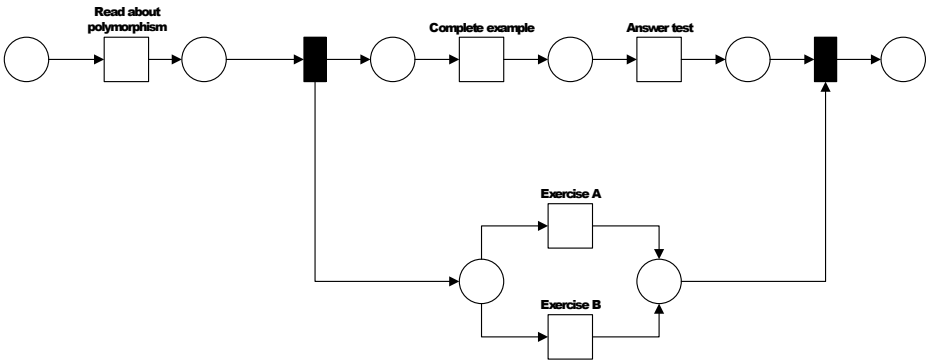 Read about
polymorphism
Complete example
Answer test
Exercise A
Exercise B